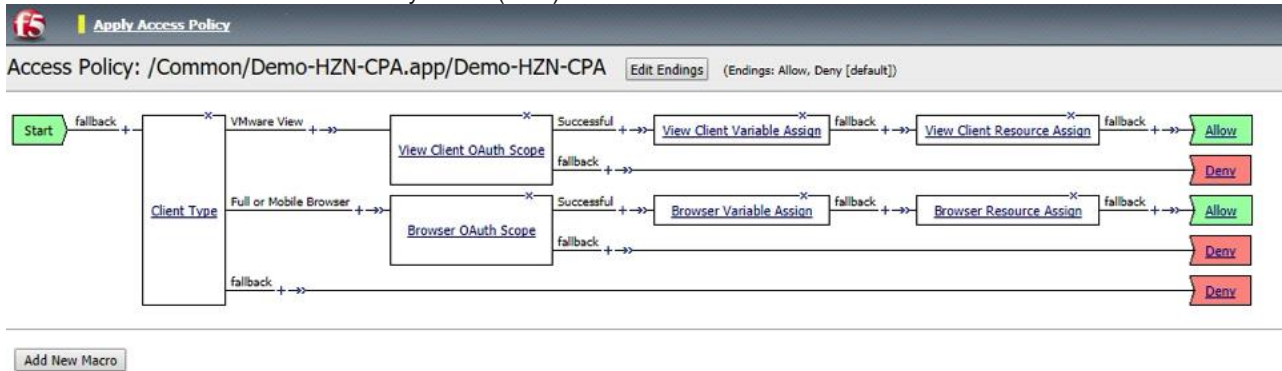 f5 Apply Access Policy
Access Policy: /Common/Demo-HZN-CPA.app/Demo-HZN-CPA Edit Endings (Endings: Allow, Deny [default])
Start fallback + Client Type
VMware View + View Client OAuth Scope
Successful + View Client Variable Assign fallback + View Client Resource Assign fallback + Allow
fallback + Deny
Full or Mobile Browser + Browser OAuth Scope
Successful + Browser Variable Assign fallback + Browser Resource Assign fallback + Allow
fallback + Deny
fallback + Deny
Add New Macro